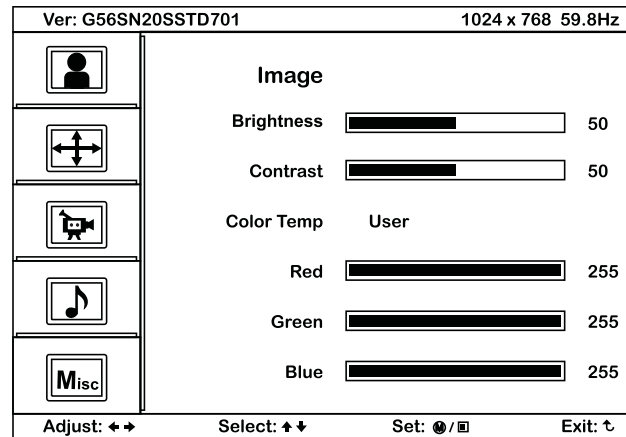 Ver: G56SN20SSTD701 1024 x 768 59.8Hz
Image
Brightness 50
Contrast 50
Color Temp User
Red 255
Green 255
Blue 255
Misc
Adjust: ←→ Select: ↑↓ Set: Ⓜ/▣ Exit: ↻